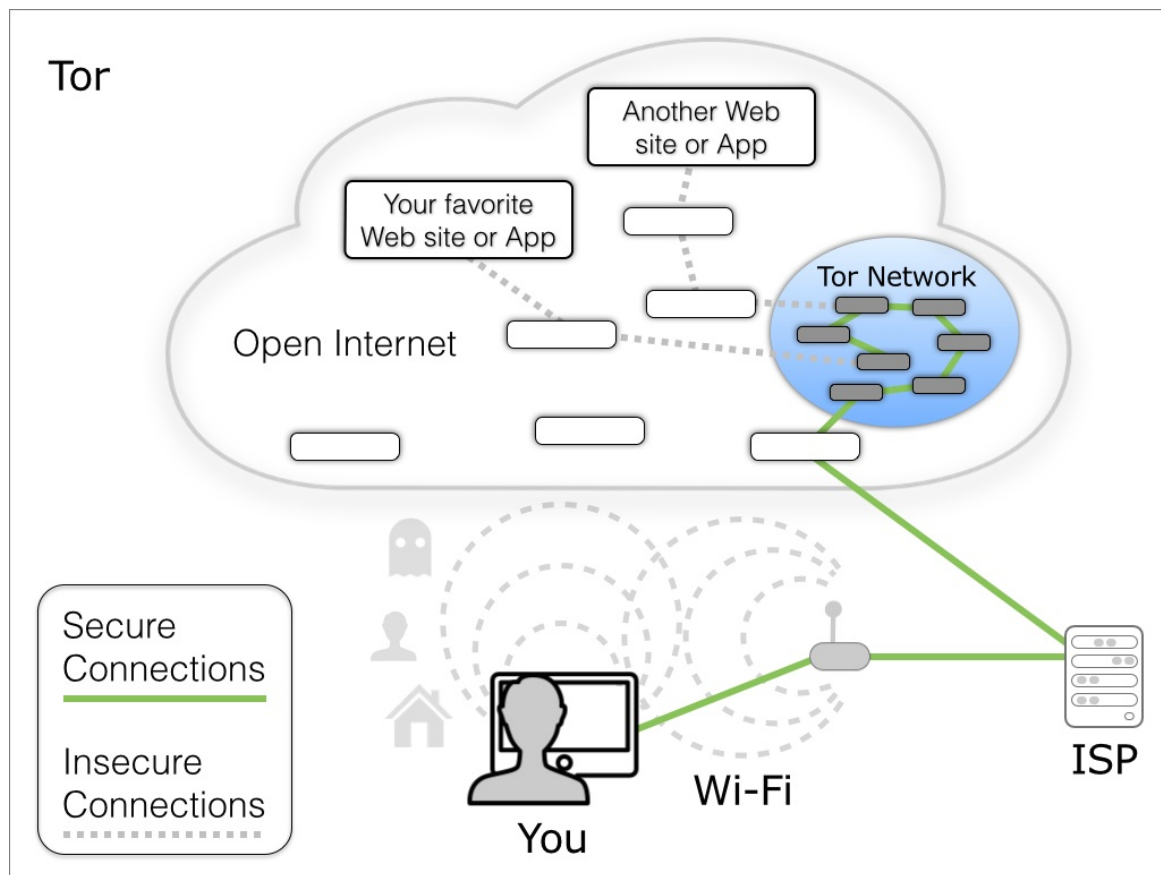 Tor
Another Web
site or App
Your favorite
Web site or App
Tor Network
Open Internet
Secure
Connections
Insecure
Connections
Wi-Fi
ISP
You